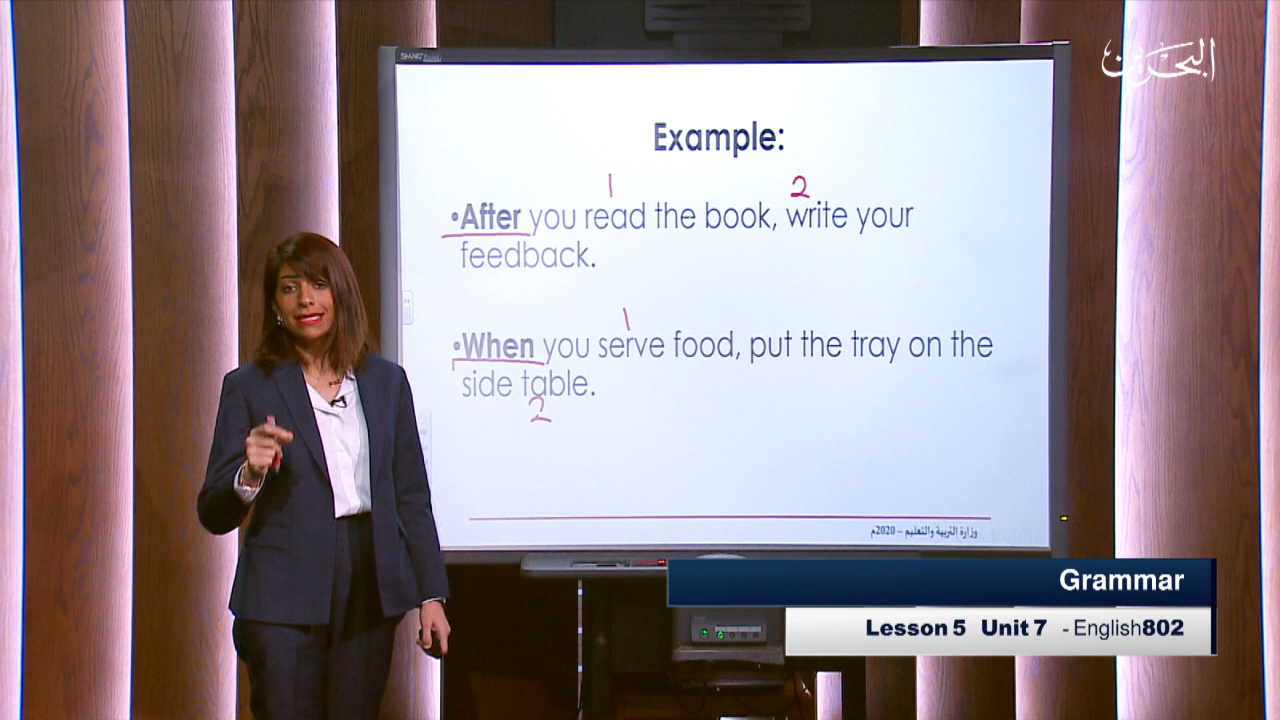 البحرين
SMART
Example:
1 2
•After you read the book, write your
feedback.
1
•When you serve food, put the tray on the
side table.
2
وزارة التربية والتعليم – 2020م
Grammar
Lesson 5 Unit 7 - English802